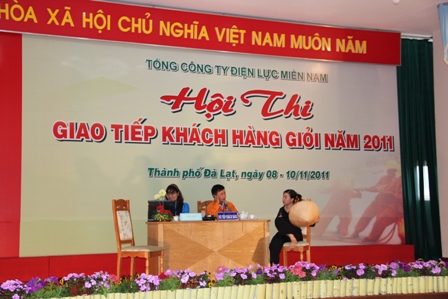 HÒA XÃ HỘI CHỦ NGHĨA VIỆT NAM MUÔN NĂM
TỔNG CÔNG TY ĐIỆN LỰC MIỀN NAM
Hội Thi
GIAO TIẾP KHÁCH HÀNG GIỎI NĂM 2011
Thành phố Đà Lạt, ngày 08 - 10/11/2011